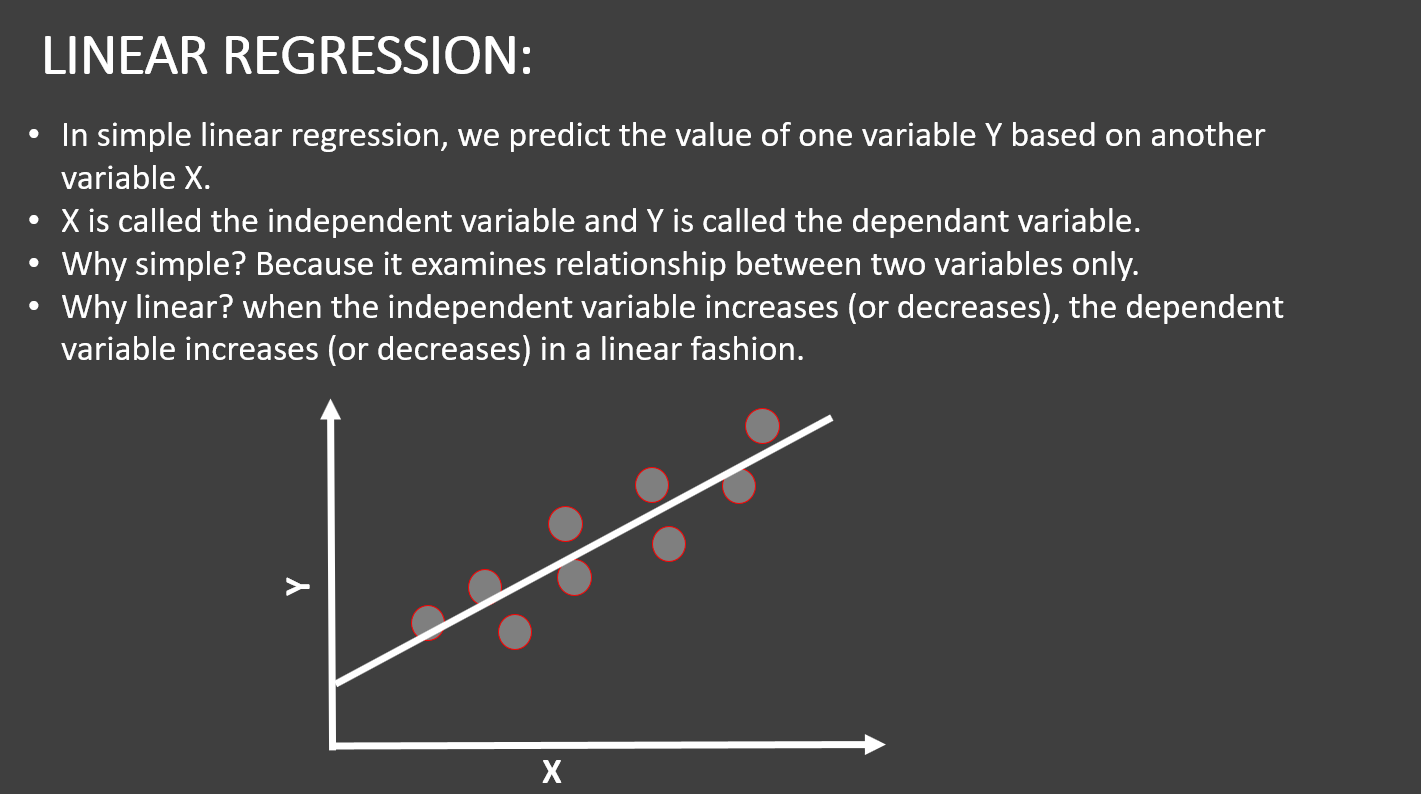 LINEAR REGRESSION:
• In simple linear regression, we predict the value of one variable Y based on another
variable X.
• X is called the independent variable and Y is called the dependant variable.
• Why simple? Because it examines relationship between two variables only.
• Why linear? when the independent variable increases (or decreases), the dependent
variable increases (or decreases) in a linear fashion.
Y
X